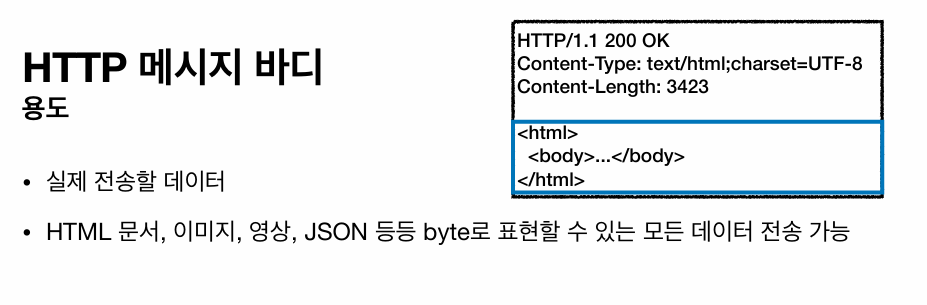 HTTP 메시지 바디
용도
• 실제 전송할 데이터
• HTML 문서, 이미지, 영상, JSON 등등 byte로 표현할 수 있는 모든 데이터 전송 가능
HTTP/1.1 200 OK
Content-Type: text/html;charset=UTF-8
Content-Length: 3423

<html>
  <body>...</body>
</html>